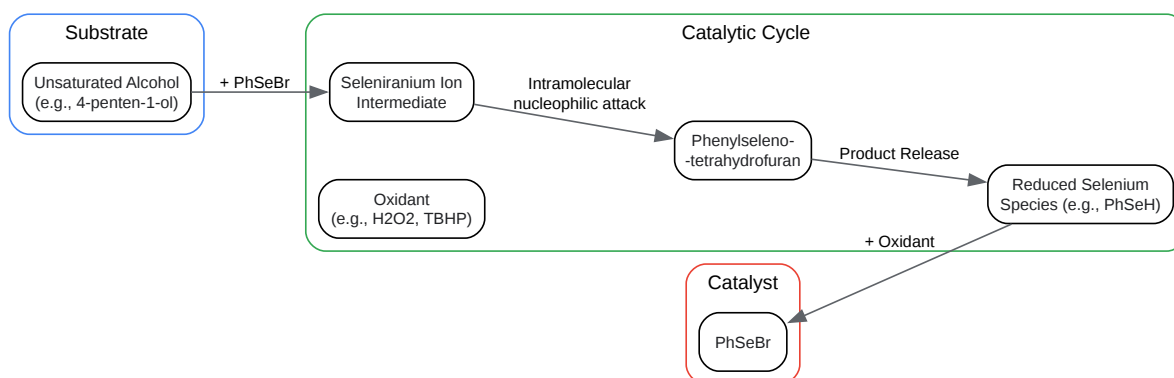 Substrate
Unsaturated Alcohol
(e.g., 4-penten-1-ol)
+ PhSeBr
Catalytic Cycle
Seleniranium Ion
Intermediate
Intramolecular
nucleophilic attack
Phenylseleno-
-tetrahydrofuran
Product Release
Reduced Selenium
Species (e.g., PhSeH)
Oxidant
(e.g., H2O2, TBHP)
+ Oxidant
Catalyst
PhSeBr